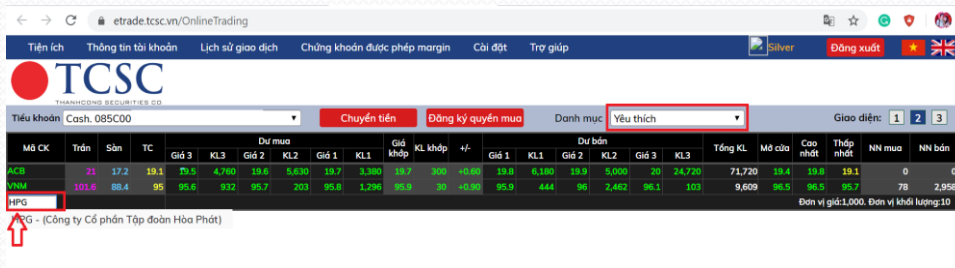 etrade.tcsc.vn/OnlineTrading
Tiện ích Thông tin tài khoản Lịch sử giao dịch Chứng khoán được phép margin Cài đặt Trợ giúp Silver Đăng xuất
TCSC
THANHCONG SECURITIES CO.
Tiểu khoản Cash. 085C00 Chuyển tiền Đăng ký quyền mua Danh mục Yêu thích Giao diện: 1 2 3
Mã CK Trần Sàn TC Dư mua Giá khớp KL khớp +/- Dư bán Tổng KL Mở cửa Cao nhất Thấp nhất NN mua NN bán
Giá 3 KL3 Giá 2 KL2 Giá 1 KL1 Giá 1 KL1 Giá 2 KL2 Giá 3 KL3
ACB 21 17.2 19.1 19.5 4,760 19.6 5,630 19.7 3,380 19.7 300 +0.60 19.8 6,180 19.9 5,000 20 24,720 71,720 19.4 19.8 19.1 0 0
VNM 101.6 88.4 95 95.6 932 95.7 203 95.8 1,296 95.9 30 +0.90 95.9 444 96 2,462 96.1 103 9,609 96.5 96.5 95.7 78 2,958
HPG Đơn vị giá:1,000. Đơn vị khối lượng:10
HPG - (Công ty Cổ phần Tập đoàn Hòa Phát)